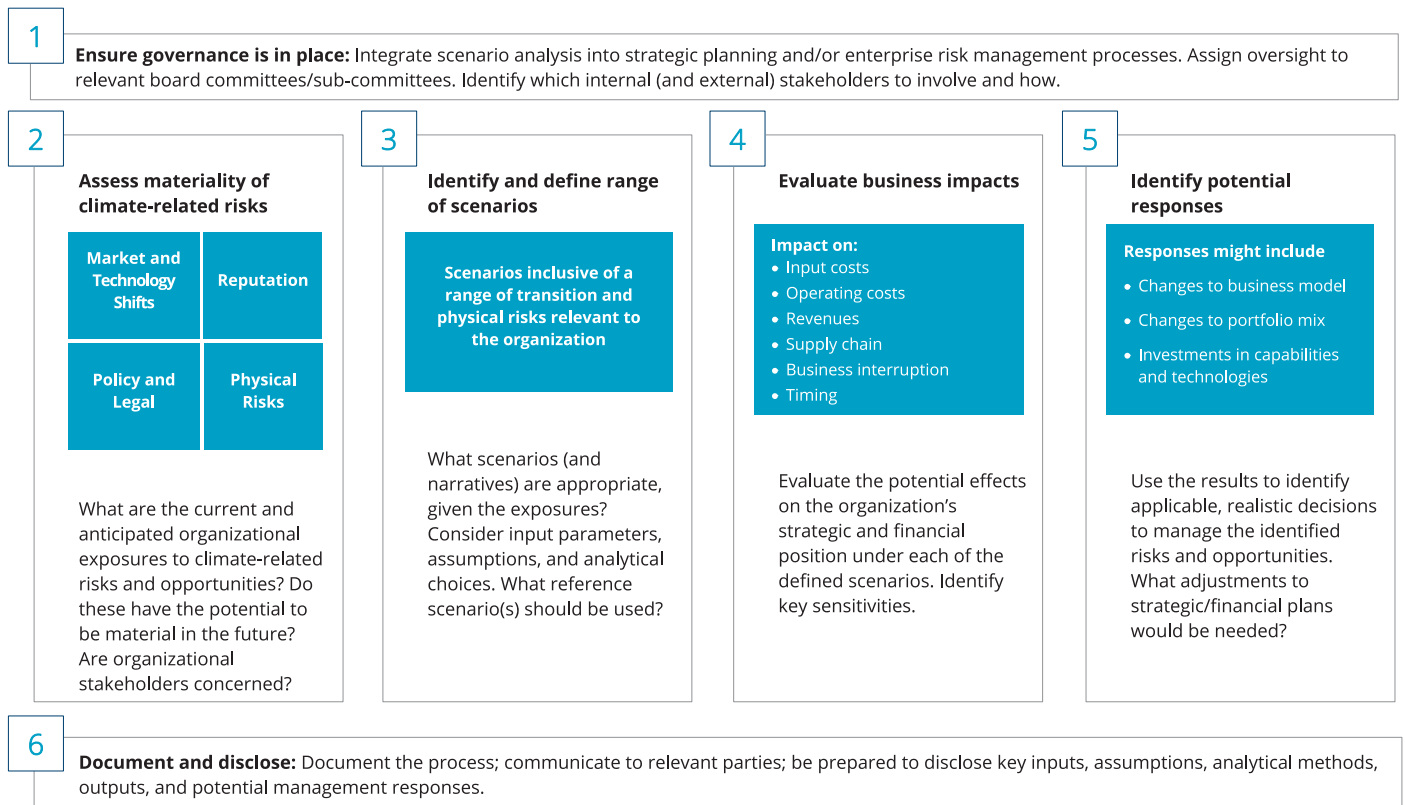 1
Ensure governance is in place: Integrate scenario analysis into strategic planning and/or enterprise risk management processes. Assign oversight to
relevant board committees/sub-committees. Identify which internal (and external) stakeholders to involve and how.
2
Assess materiality of
climate-related risks
Market and
Technology
Shifts
Reputation
Policy and
Legal
Physical
Risks
What are the current and
anticipated organizational
exposures to climate-related
risks and opportunities? Do
these have the potential to
be material in the future?
Are organizational
stakeholders concerned?
3
Identify and define range
of scenarios
Scenarios inclusive of a
range of transition and
physical risks relevant to
the organization
What scenarios (and
narratives) are appropriate,
given the exposures?
Consider input parameters,
assumptions, and analytical
choices. What reference
scenario(s) should be used?
4
Evaluate business impacts
Impact on:
• Input costs
• Operating costs
• Revenues
• Supply chain
• Business interruption
• Timing
Evaluate the potential effects
on the organization’s
strategic and financial
position under each of the
defined scenarios. Identify
key sensitivities.
5
Identify potential
responses
Responses might include
• Changes to business model
• Changes to portfolio mix
• Investments in capabilities
and technologies
Use the results to identify
applicable, realistic decisions
to manage the identified
risks and opportunities.
What adjustments to
strategic/financial plans
would be needed?
6
Document and disclose: Document the process; communicate to relevant parties; be prepared to disclose key inputs, assumptions, analytical methods,
outputs, and potential management responses.